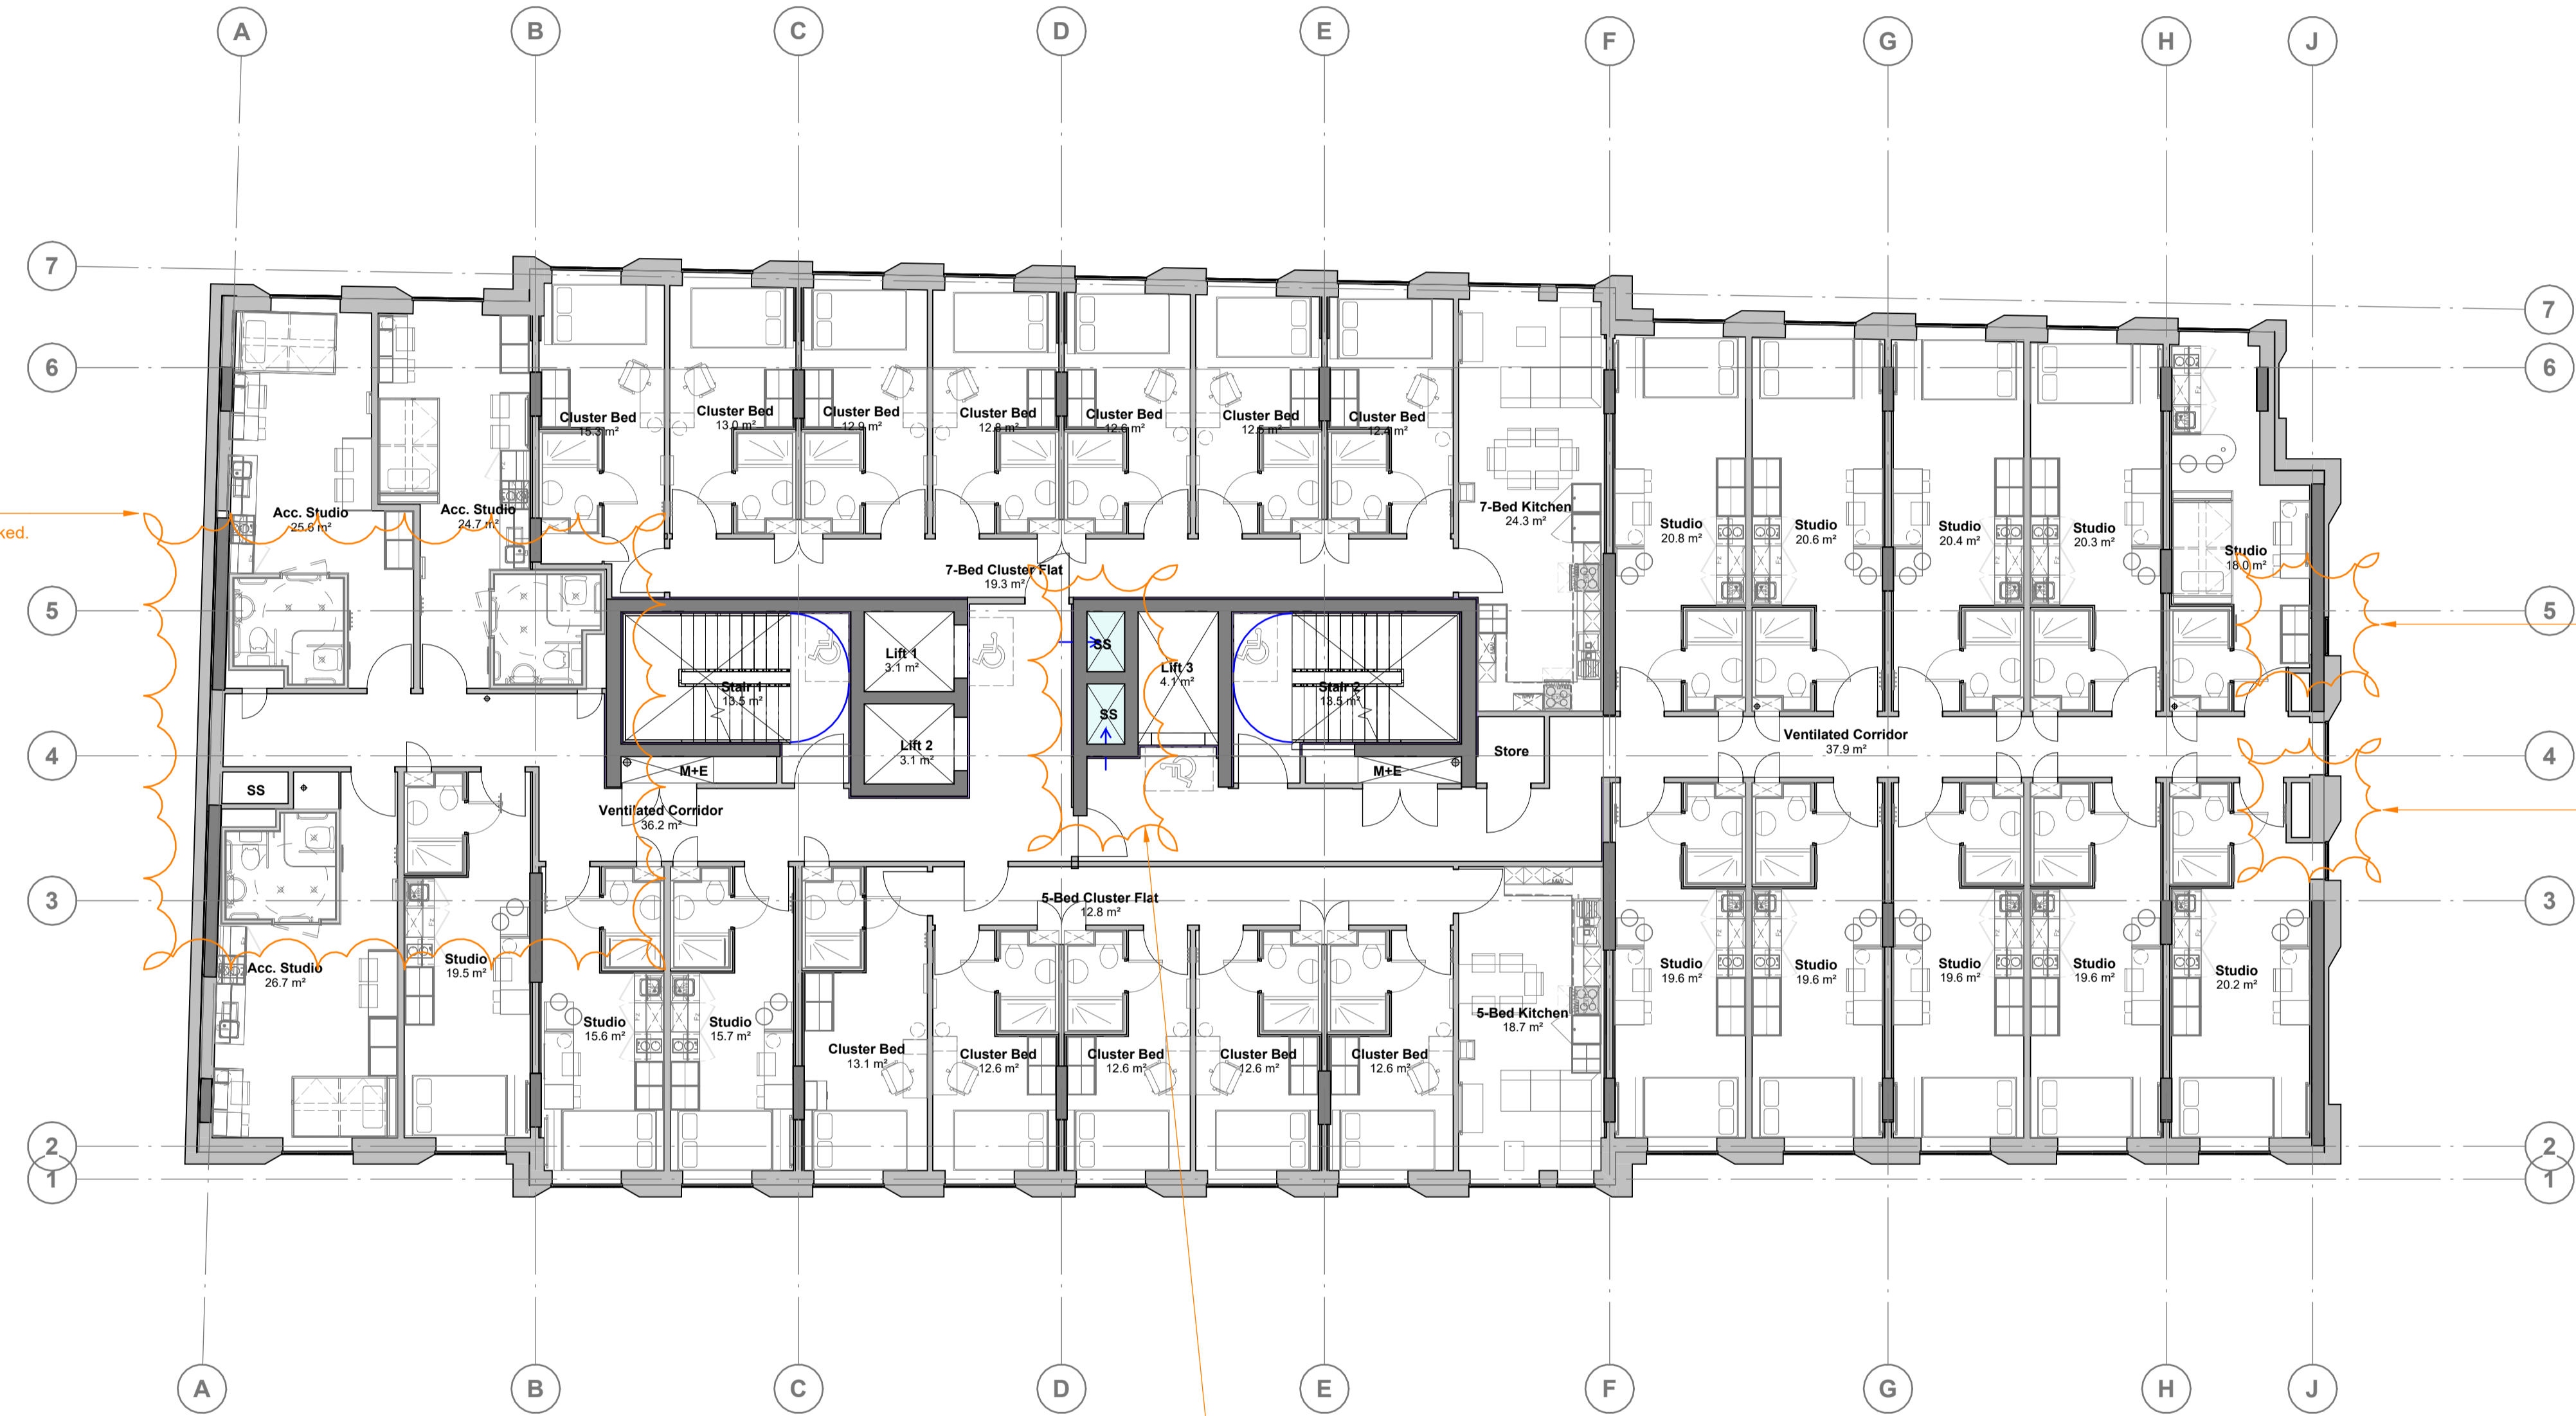 A B C D E F G H J
7
7
6
6
Cluster Bed
15.3 m²
Cluster Bed
13.0 m²
Cluster Bed
12.9 m²
Cluster Bed
12.8 m²
Cluster Bed
12.6 m²
Cluster Bed
12.5 m²
Cluster Bed
12.4 m²
Acc. Studio
25.6 m²
Acc. Studio
24.7 m²
7-Bed Kitchen
24.3 m²
Studio
20.8 m²
Studio
20.6 m²
Studio
20.4 m²
Studio
20.3 m²
Studio
18.0 m²
ked.
7-Bed Cluster Flat
19.3 m²
5
5
Stair 1
13.5 m²
Lift 1
3.1 m²
SS
SS
Lift 3
4.1 m²
Stair 2
13.5 m²
Lift 2
3.1 m²
Store
Ventilated Corridor
37.9 m²
4
4
M+E
M+E
SS
Ventilated Corridor
36.2 m²
3
3
5-Bed Cluster Flat
12.8 m²
Acc. Studio
26.7 m²
Studio
19.5 m²
Studio
15.6 m²
Studio
15.7 m²
Cluster Bed
13.1 m²
Cluster Bed
12.6 m²
Cluster Bed
12.6 m²
Cluster Bed
12.6 m²
Cluster Bed
12.6 m²
5-Bed Kitchen
18.7 m²
Studio
19.6 m²
Studio
19.6 m²
Studio
19.6 m²
Studio
19.6 m²
Studio
20.2 m²
2
2
1
1
A B C D E F G H J